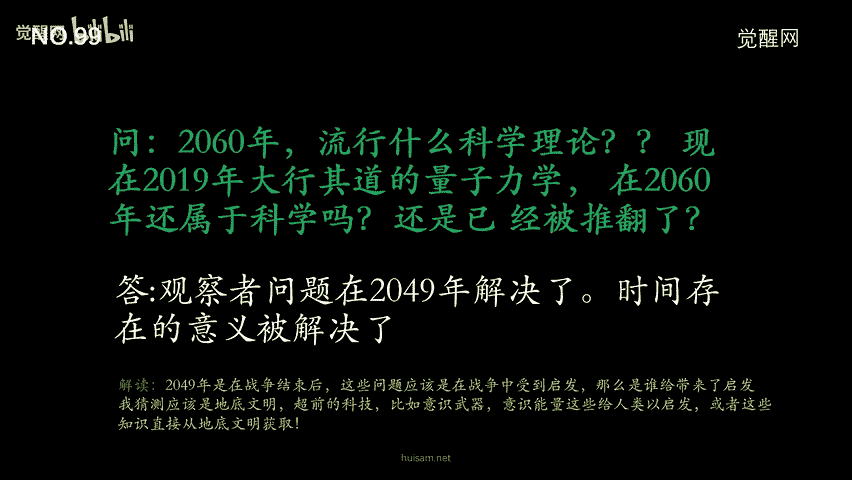 觉醒网 bilibili
NO.99
觉醒网
问：2060年，流行什么科学理论？？ 现
在2019年大行其道的量子力学， 在2060
年还属于科学吗？ 还是已 经被推翻了？
答:观察者问题在2049年解决了。时间存
在的意义被解决了
解读：2049年是在战争结束后，这些问题应该是在战争中受到启发，那么是谁给带来了启发
我猜测应该是地底文明，超前的科技，比如意识武器，意识能量这些给人类以启发，或者这些
知识直接从地底文明获取！
huisam.net